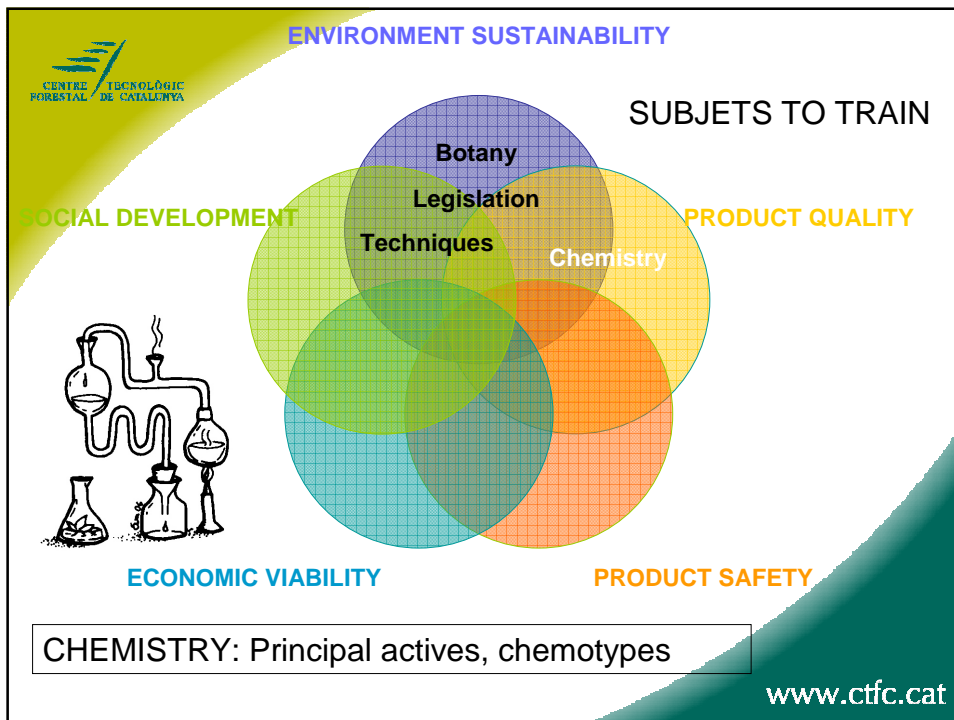 ENVIRONMENT SUSTAINABILITY
CENTRE TECNOLÒGIC
FORESTAL DE CATALUNYA
SUBJETS TO TRAIN
Botany
Legislation
SOCIAL DEVELOPMENT
PRODUCT QUALITY
Techniques
Chemistry
ECONOMIC VIABILITY
PRODUCT SAFETY
CHEMISTRY: Principal actives, chemotypes
www.ctfc.cat